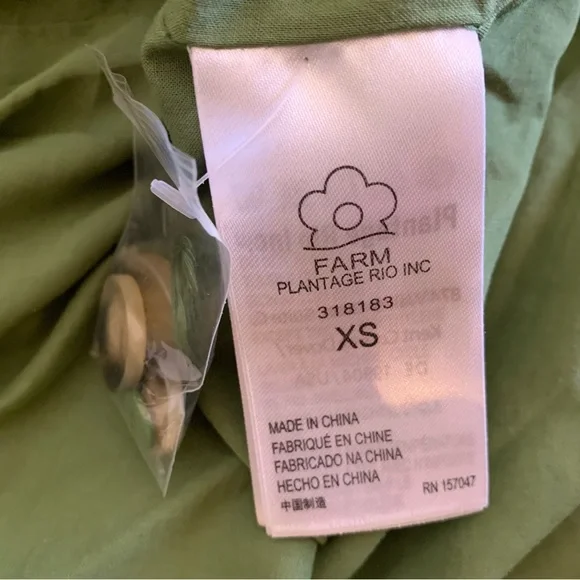 FARM
PLANTAGE RIO INC
318183
XS
MADE IN CHINA
FABRIQUÉ EN CHINE
FABRICADO NA CHINA
HECHO EN CHINA
中国制造
RN 157047